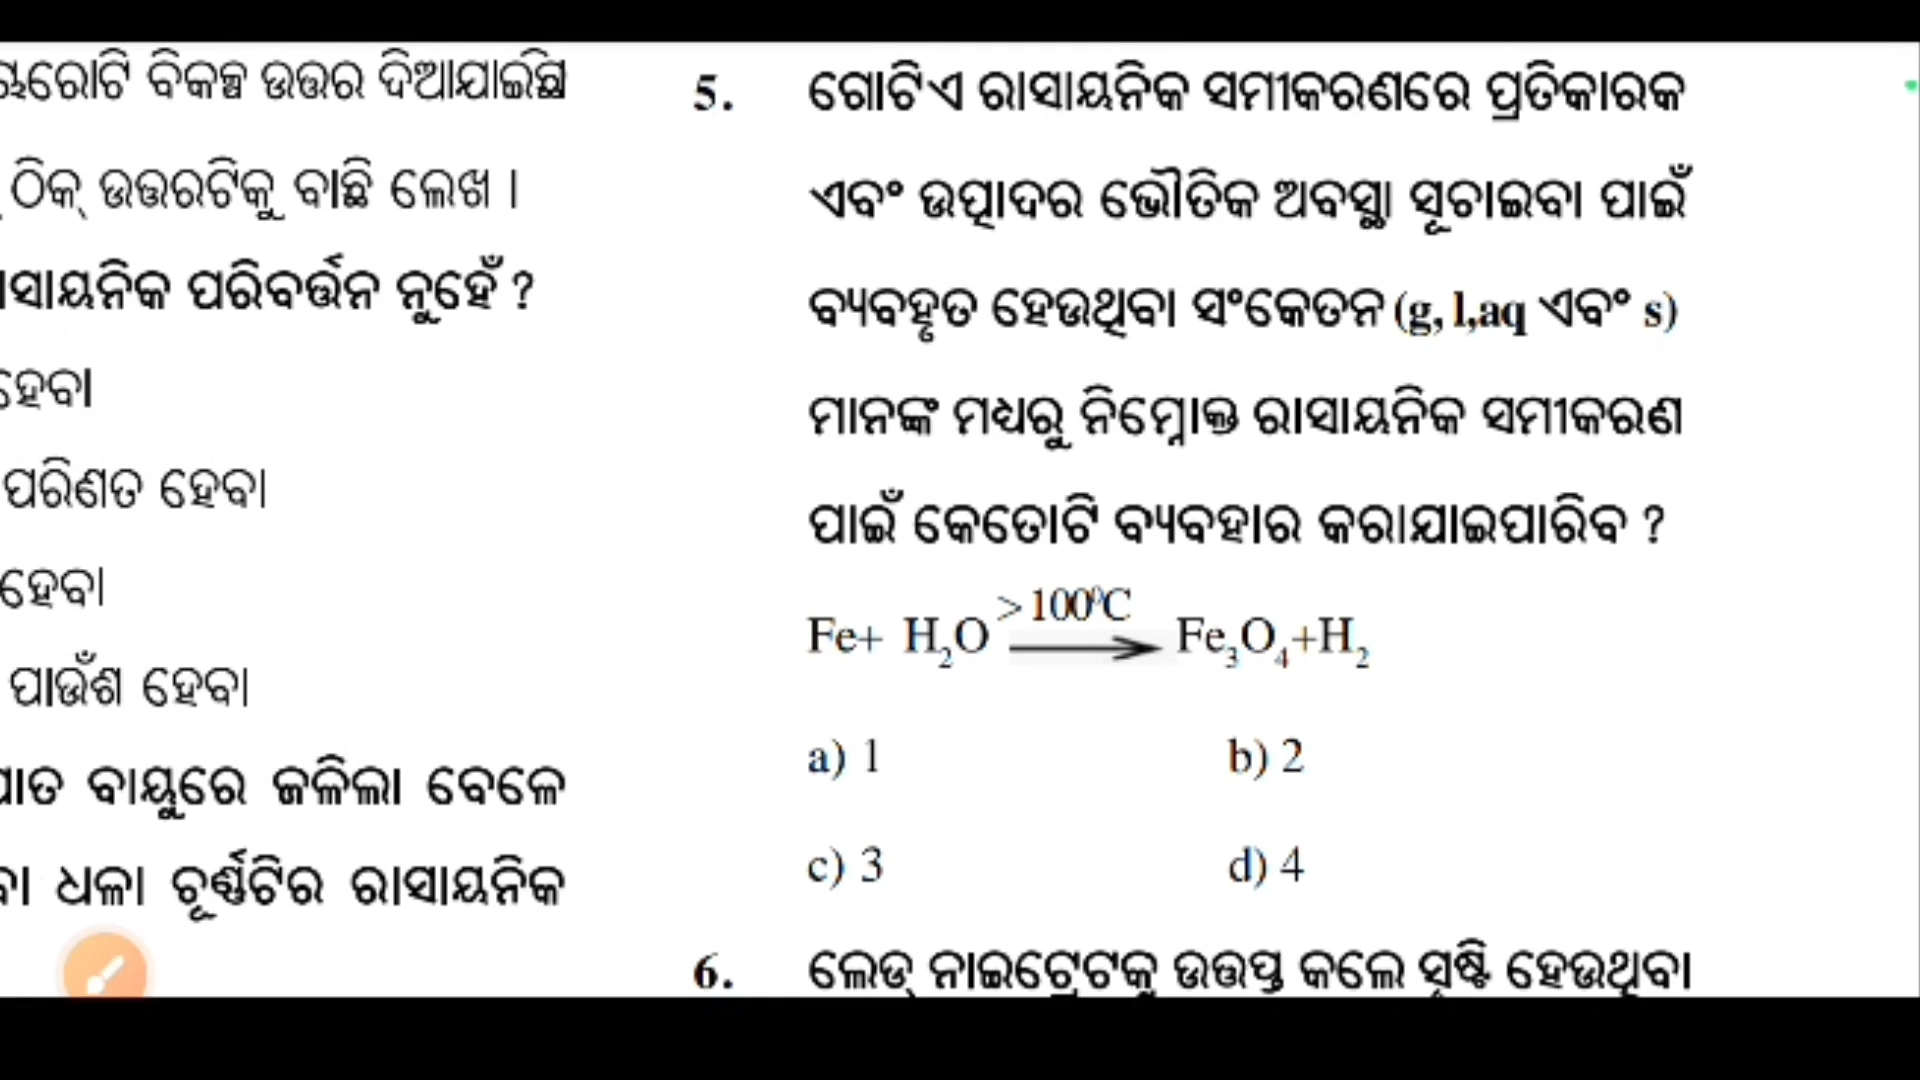 ଚାରୋଟି ବିକଳ୍ପ ଉତ୍ତର ଦିଆଯାଇଛି
ଠିକ୍ ଉତ୍ତରଟିକୁ ବାଛି ଲେଖ ।
ାସାୟନିକ ପରିବର୍ତ୍ତନ ନୁହେଁ ?
ହେବା
ପରିଣତ ହେବା
ହେବା
ପାଉଁଶ ହେବା
ପାତ ବାୟୁରେ ଜଳିଲା ବେଳେ
ବା ଧଳା ଚୂର୍ଣ୍ଣଟିର ରାସାୟନିକ
5. ଗୋଟିଏ ରାସାୟନିକ ସମୀକରଣରେ ପ୍ରତିକାରକ
ଏବଂ ଉତ୍ପାଦର ଭୌତିକ ଅବସ୍ଥା ସୂଚାଇବା ପାଇଁ
ବ୍ୟବହୃତ ହେଉଥିବା ସଂକେତନ (g, l,aq ଏବଂ s)
ମାନଙ୍କ ମଧ୍ୟରୁ ନିମ୍ନୋକ୍ତ ରାସାୟନିକ ସମୀକରଣ
ପାଇଁ କେତୋଟି ବ୍ୟବହାର କରାଯାଇପାରିବ ?
> 100⁰C
Fe+ H₂O ⟶ Fe₃O₄+H₂
a) 1 b) 2
c) 3 d) 4
6. ଲେଡ୍ ନାଇଟ୍ରେଟକୁ ଉତ୍ତପ୍ତ କଲେ ସୃଷ୍ଟି ହେଉଥିବା